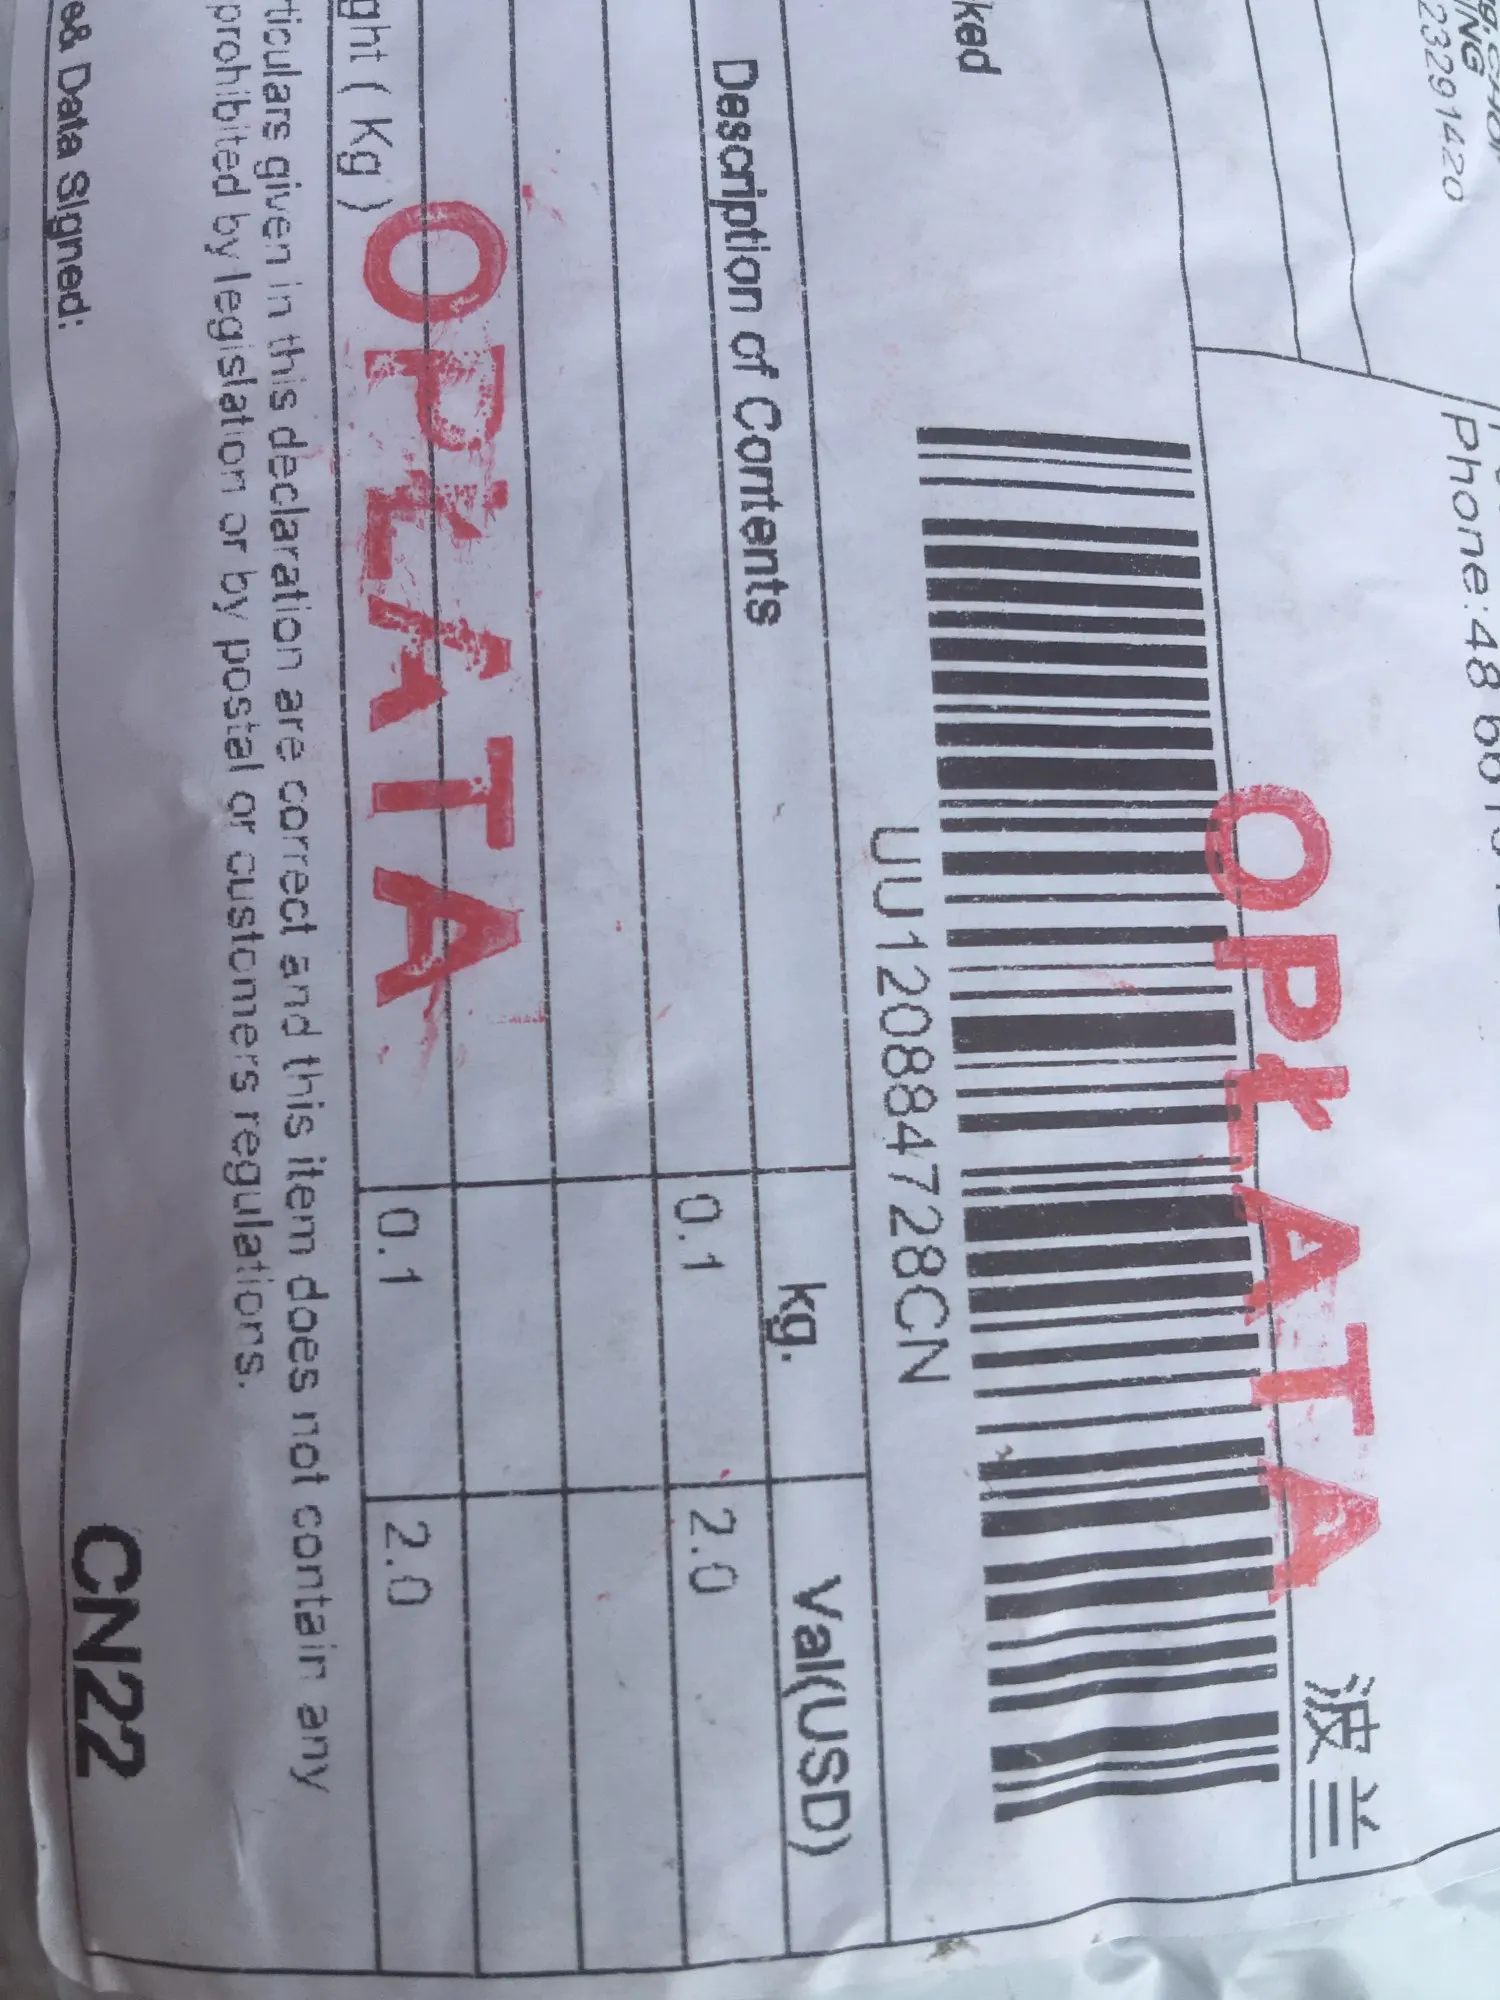 ING
23291420
Phone:48
波兰
OPŁATA
ked
UU120884728CN
Description of Contents
kg.
Val(USD)
0.1
2.0
OPŁATA
ght ( Kg )
0.1
2.0
ticulars given in this declaration are correct and this item does not contain any
prohibited by legislation or by postal or customers regulations.
e& Data Signed:
CN22